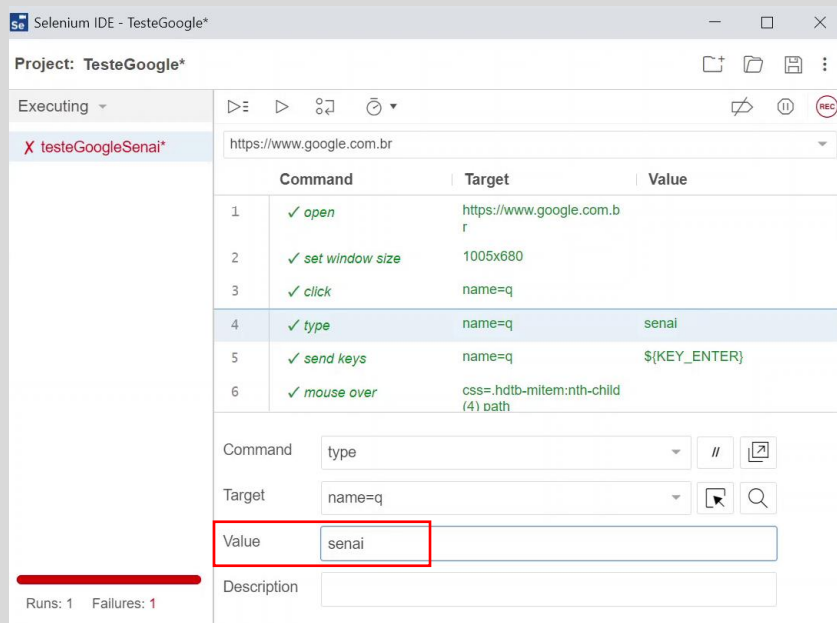 Se Selenium IDE - TesteGoogle*
Project: TesteGoogle*
Executing
https://www.google.com.br
REC
X testeGoogleSenai*
Command Target Value
1 ✓ open https://www.google.com.b
r
2 ✓ set window size 1005x680
3 ✓ click name=q
4 ✓ type name=q senai
5 ✓ send keys name=q ${KEY_ENTER}
6 ✓ mouse over css=.hdtb-mitem:nth-child
(4) path
Command type //
Target name=q
Value senai
Description
Runs: 1 Failures: 1